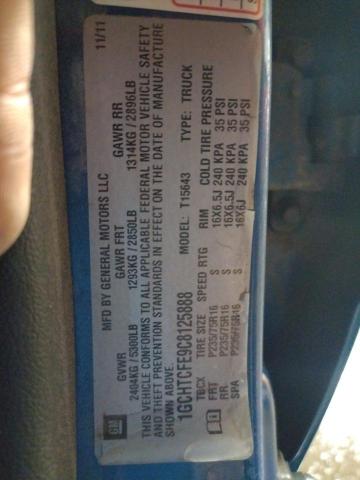 MFD BY GENERAL MOTORS LLC 11/11
GVWR GAWR FRT GAWR RR
2404KG / 5300LB 1293KG / 2850LB 1314KG / 2896LB
THIS VEHICLE CONFORMS TO ALL APPLICABLE FEDERAL MOTOR VEHICLE SAFETY
AND THEFT PREVENTION STANDARDS IN EFFECT ON THE DATE OF MANUFACTURE
SHOWN ABOVE.
1GCHTCFE9C8125888 MODEL: T15643 TYPE: TRUCK
TBCX TIRE SIZE SPEED RTG RIM COLD TIRE PRESSURE
FRT P235/75R16 S 16X6.5J 240 KPA 35 PSI
RR P235/75R16 S 16X6.5J 240 KPA 35 PSI
SPA P235/75R16 S 16X6J 240 KPA 35 PSI
GM